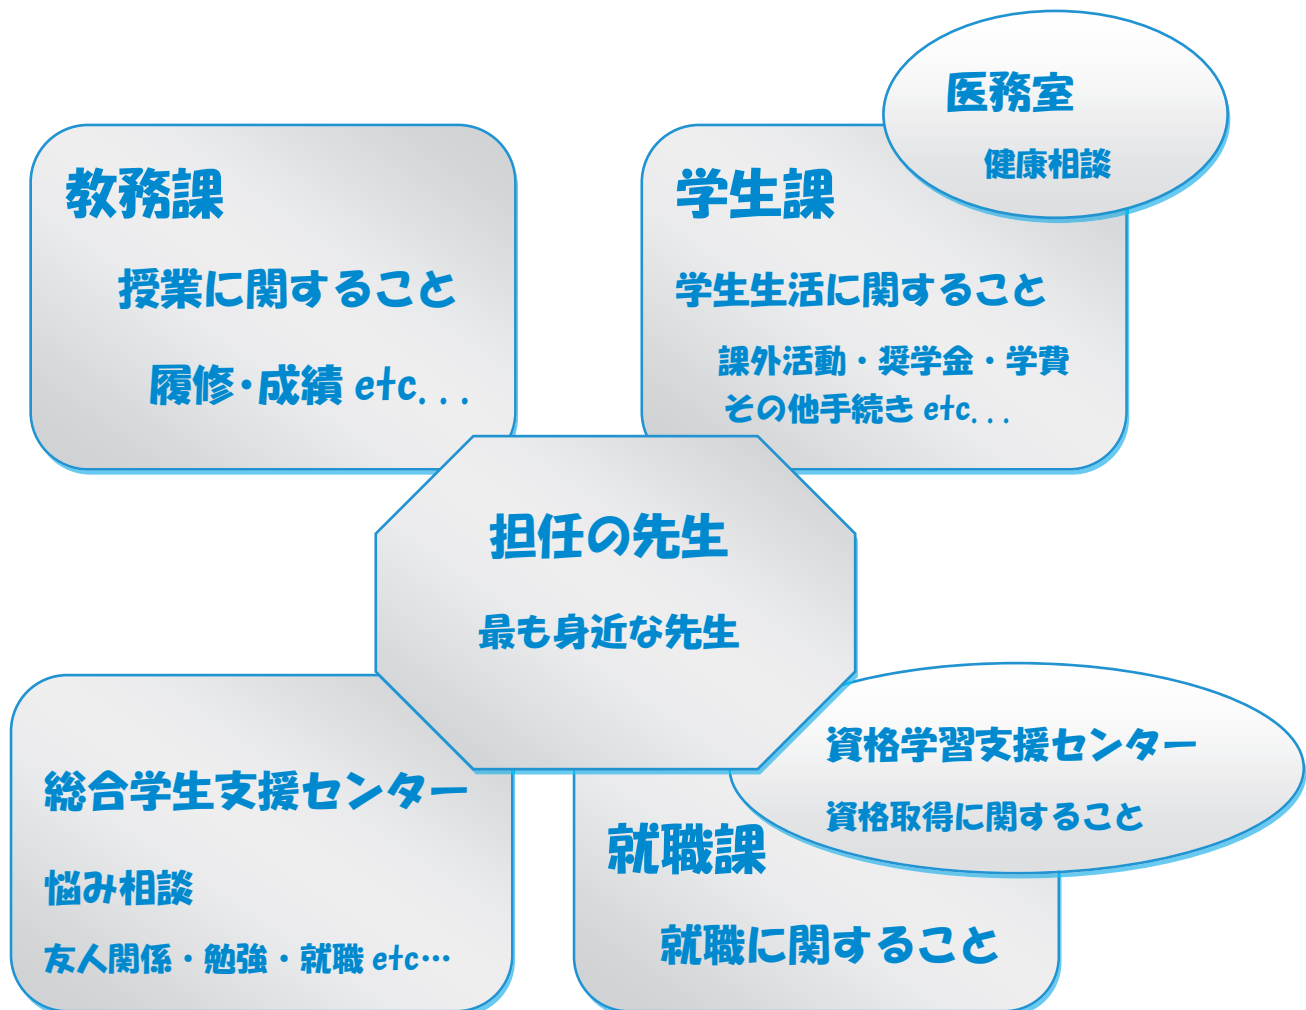 医務室
健康相談
教務課
授業に関すること
履修・成績 etc...
学生課
学生生活に関すること
課外活動・奨学金・学費
その他手続き etc...
担任の先生
最も身近な先生
総合学生支援センター
悩み相談
友人関係・勉強・就職 etc…
資格学習支援センター
資格取得に関すること
就職課
就職に関すること